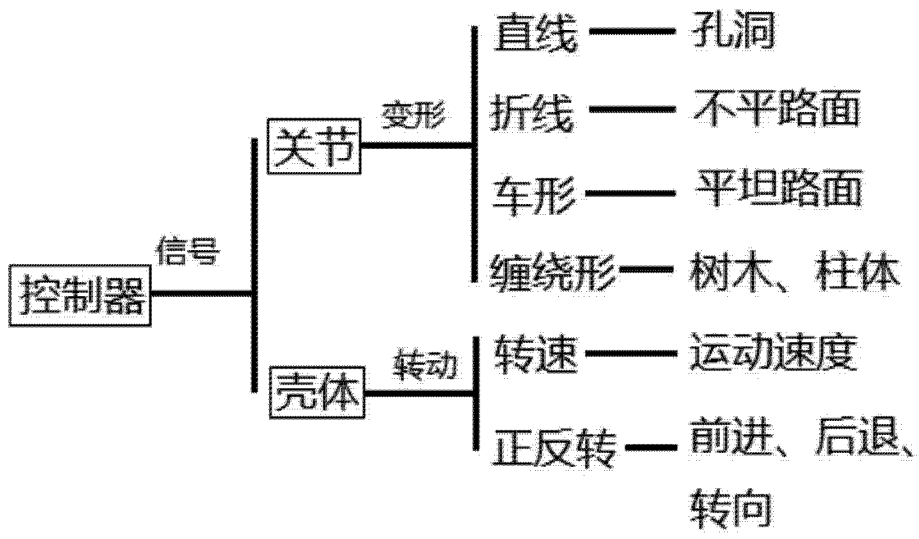 直线 孔洞
变形 折线 不平路面
关节
车形 平坦路面
信号
控制器
缠绕形 树木、柱体
转动 转速 运动速度
壳体
正反转 前进、后退、
转向